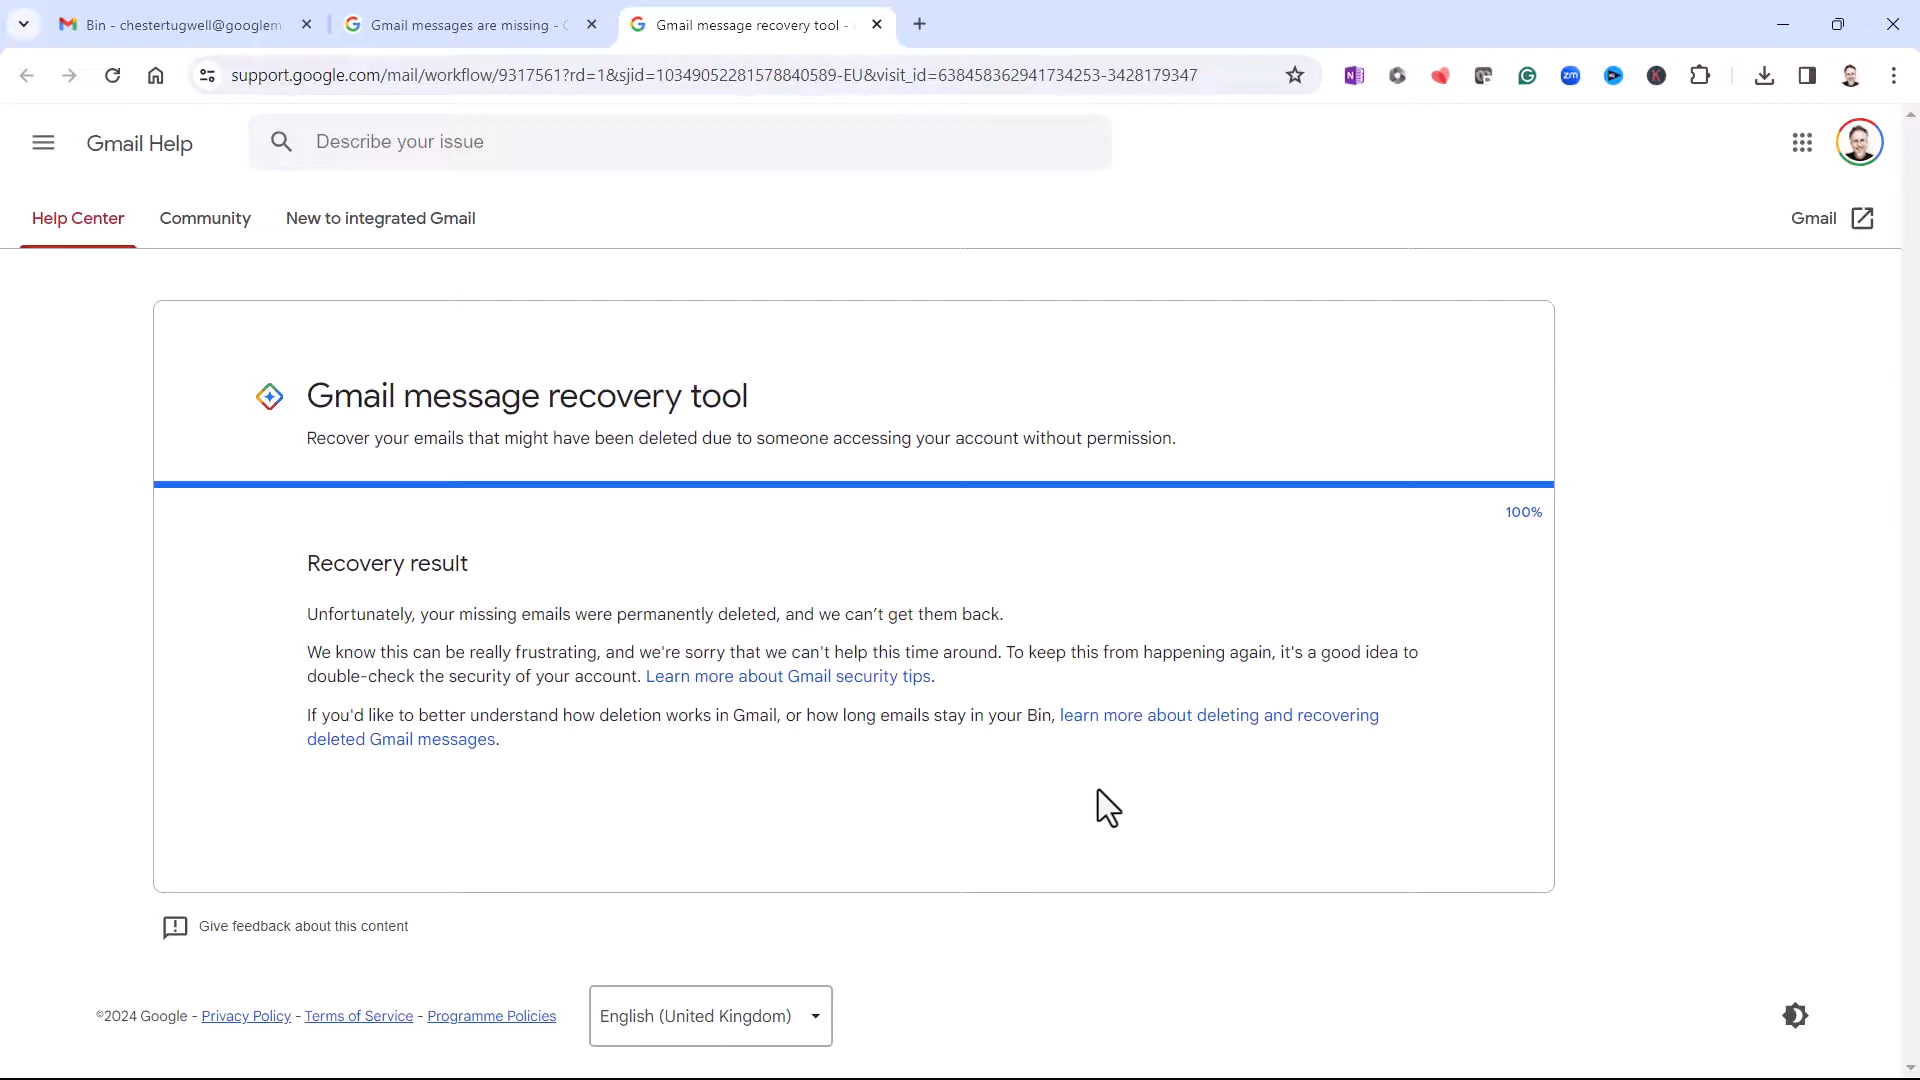 Bin - chestertugwell@googlem
Gmail messages are missing -
Gmail message recovery tool -
support.google.com/mail/workflow/9317561?rd=1&sjid=10349052281578840589-EU&visit_id=638458362941734253-3428179347
zm
K
Gmail Help
Describe your issue
Help Center
Community
New to integrated Gmail
Gmail
Gmail message recovery tool
Recover your emails that might have been deleted due to someone accessing your account without permission.
100%
Recovery result
Unfortunately, your missing emails were permanently deleted, and we can’t get them back.
We know this can be really frustrating, and we're sorry that we can't help this time around. To keep this from happening again, it's a good idea to
double-check the security of your account. Learn more about Gmail security tips.
If you'd like to better understand how deletion works in Gmail, or how long emails stay in your Bin, learn more about deleting and recovering
deleted Gmail messages.
Give feedback about this content
©2024 Google - Privacy Policy - Terms of Service - Programme Policies
English (United Kingdom)